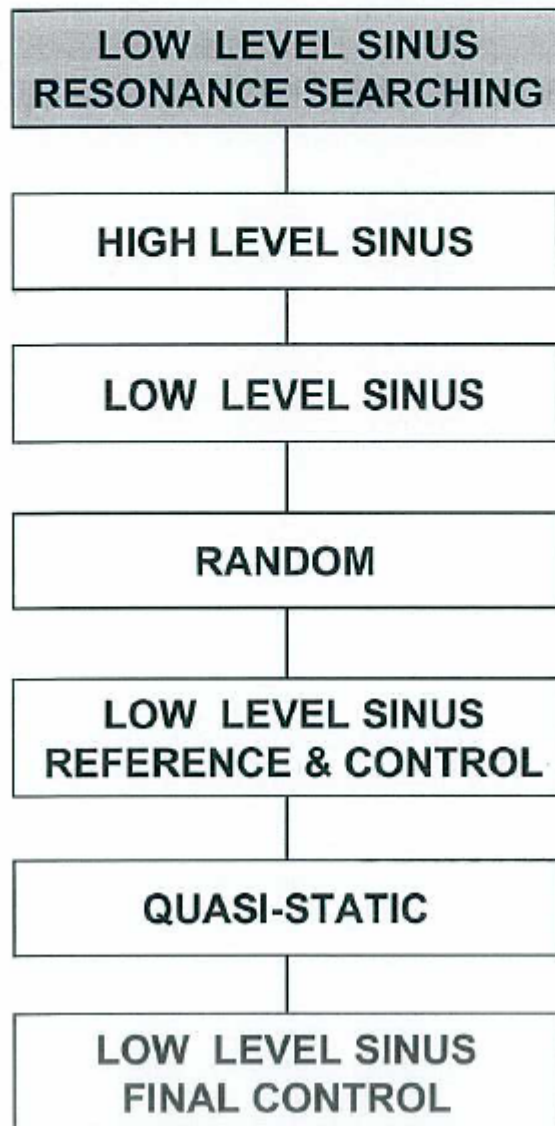 LOW LEVEL SINUS
RESONANCE SEARCHING
HIGH LEVEL SINUS
LOW LEVEL SINUS
RANDOM
LOW LEVEL SINUS
REFERENCE & CONTROL
QUASI-STATIC
LOW LEVEL SINUS
FINAL CONTROL